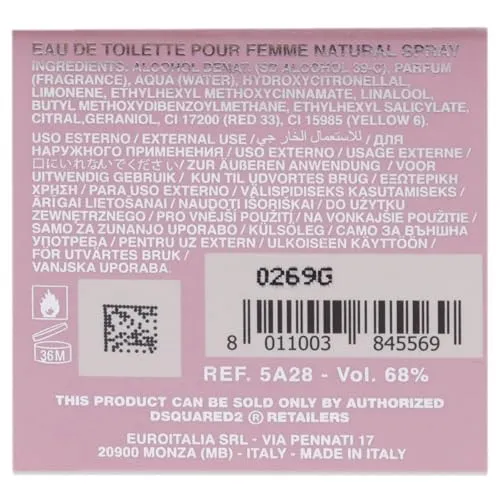 EAU DE TOILETTE POUR FEMME NATURAL SPRAY
INGREDIENTS: ALCOHOL DENAT. (SD ALCOHOL 39-C), PARFUM
(FRAGRANCE), AQUA (WATER), HYDROXYCITRONELLAL,
LIMONENE, ETHYLHEXYL METHOXYCINNAMATE, LINALOOL,
BUTYL METHOXYDIBENZOYLMETHANE, ETHYLHEXYL SALICYLATE,
CITRAL,GERANIOL, CI 17200 (RED 33), CI 15985 (YELLOW 6).
USO ESTERNO / EXTERNAL USE / للاستعمال الخارجي / ДЛЯ
НАРУЖНОГО ПРИМЕНЕНИЯ / USO EXTERNO / USAGE EXTERNE /
口にいれないでください/ ZUR ÄUßEREN ANWENDUNG / VOOR
UITWENDIG GEBRUIK / KUN TIL UDVORTES BRUG / ΕΞΩΤΕΡΙΚΗ
ΧΡΗΣΗ / PARA USO EXTERNO / VÄLISPIDISEKS KASUTAMISEKS /
ĀRĪGAI LIETOŠANAI / NAUDOTI IŠORIŠKAI / DO UŻYTKU
ZEWNĘTRZNEGO / PRO VNĚJŠÍ POUŽITÍ / NA VONKAJŠIE POUŽITIE /
SAMO ZA ZUNANJO UPORABO / KÜLSÖLEG / САМО ЗА ВЪНШНА
УПОТРЕБА / PENTRU UZ EXTERN / ULKOISEEN KÄYTTÖÖN /
FÖR UTVÄRTES BRUK /
VANJSKA UPORABA.
0269G
36M
8 011003 845569
REF. 5A28 - Vol. 68%
THIS PRODUCT CAN BE SOLD ONLY BY AUTHORIZED
DSQUARED2 ® RETAILERS
EUROITALIA SRL - VIA PENNATI 17
20900 MONZA (MB) - ITALY - MADE IN ITALY